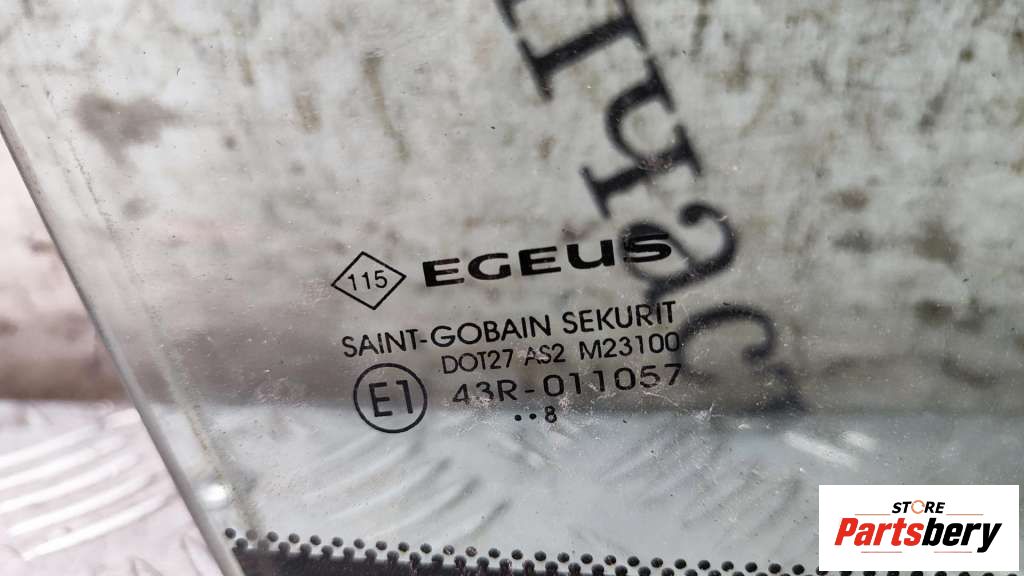 115 EGEUS
SAINT-GOBAIN SEKURIT
DOT27 AS2 M23100
E1 43R-011057
••8
STORE
Partsbery